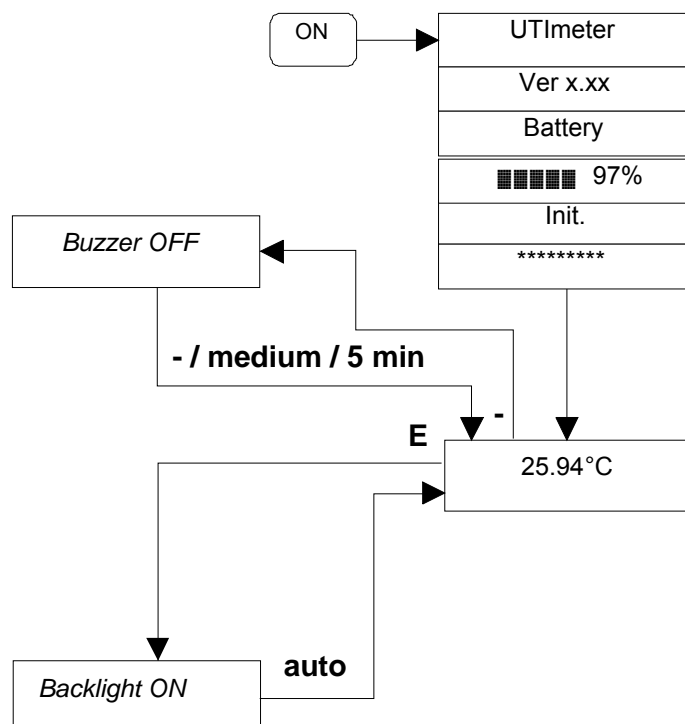 ON
UTImeter
Ver x.xx
Battery
97%
Init.
*********
Buzzer OFF
- / medium / 5 min
-
E
25.94°C
auto
Backlight ON